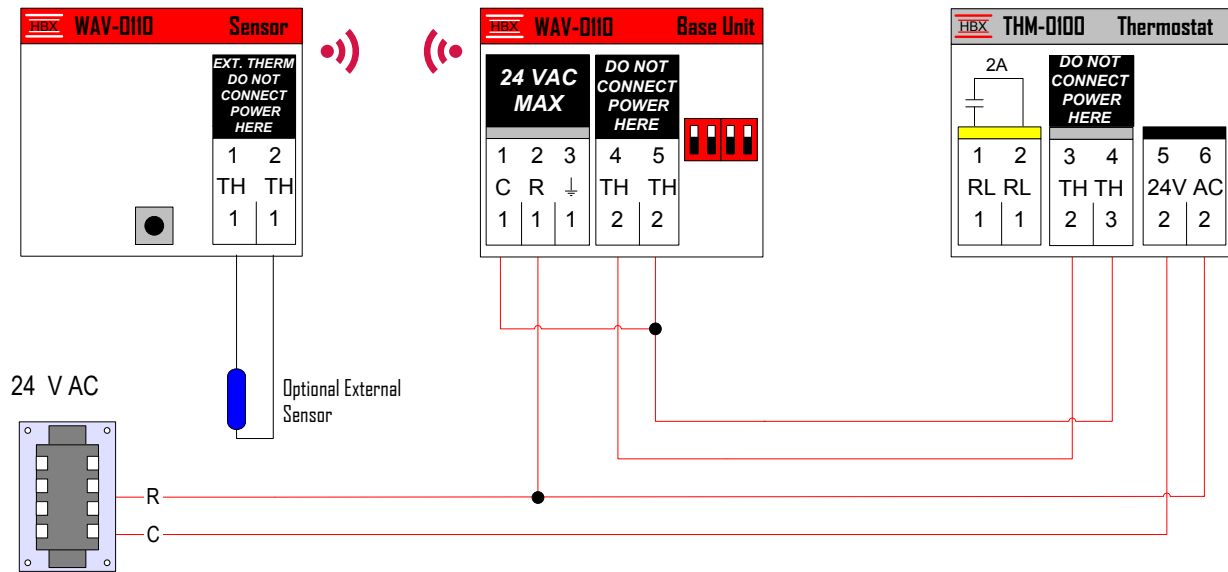 HBX WAV-0110 Sensor
EXT. THERM
DO NOT
CONNECT
POWER
HERE
1 2
TH TH
1 1
Optional External
Sensor
HBX WAV-0110 Base Unit
24 VAC
MAX
DO NOT
CONNECT
POWER
HERE
1 2 3 4 5
C R TH TH
1 1 1 2 2
HBX THM-0100 Thermostat
2A
DO NOT
CONNECT
POWER
HERE
1 2 3 4 5 6
RL RL TH TH 24V AC
1 1 2 3 2 2
24 V AC
R
C